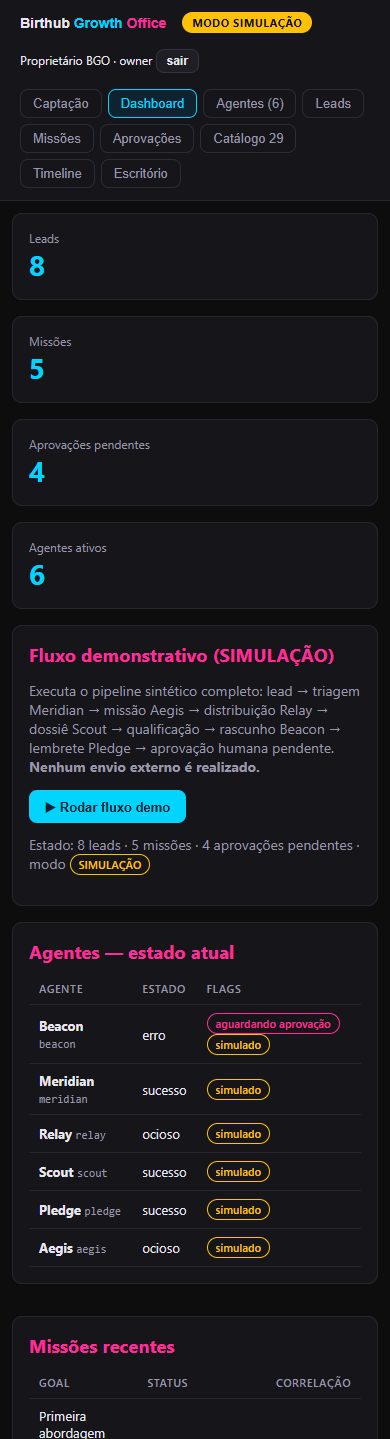 Birthub Growth Office MODO SIMULAÇÃO
Proprietário BGO · owner sair
Captação Dashboard Agentes (6) Leads
Missões Aprovações Catálogo 29
Timeline Escritório
Leads
8
Missões
5
Aprovações pendentes
4
Agentes ativos
6
Fluxo demonstrativo (SIMULAÇÃO)
Executa o pipeline sintético completo: lead → triagem
Meridian → missão Aegis → distribuição Relay →
dossiê Scout → qualificação → rascunho Beacon →
lembrete Pledge → aprovação humana pendente.
Nenhum envio externo é realizado.
▶ Rodar fluxo demo
Estado: 8 leads · 5 missões · 4 aprovações pendentes ·
modo SIMULAÇÃO
Agentes — estado atual
AGENTE ESTADO FLAGS
Beacon beacon erro aguardando aprovação simulado
Meridian meridian sucesso simulado
Relay relay ocioso simulado
Scout scout sucesso simulado
Pledge pledge sucesso simulado
Aegis aegis ocioso simulado
Missões recentes
GOAL STATUS CORRELAÇÃO
Primeira
abordagem